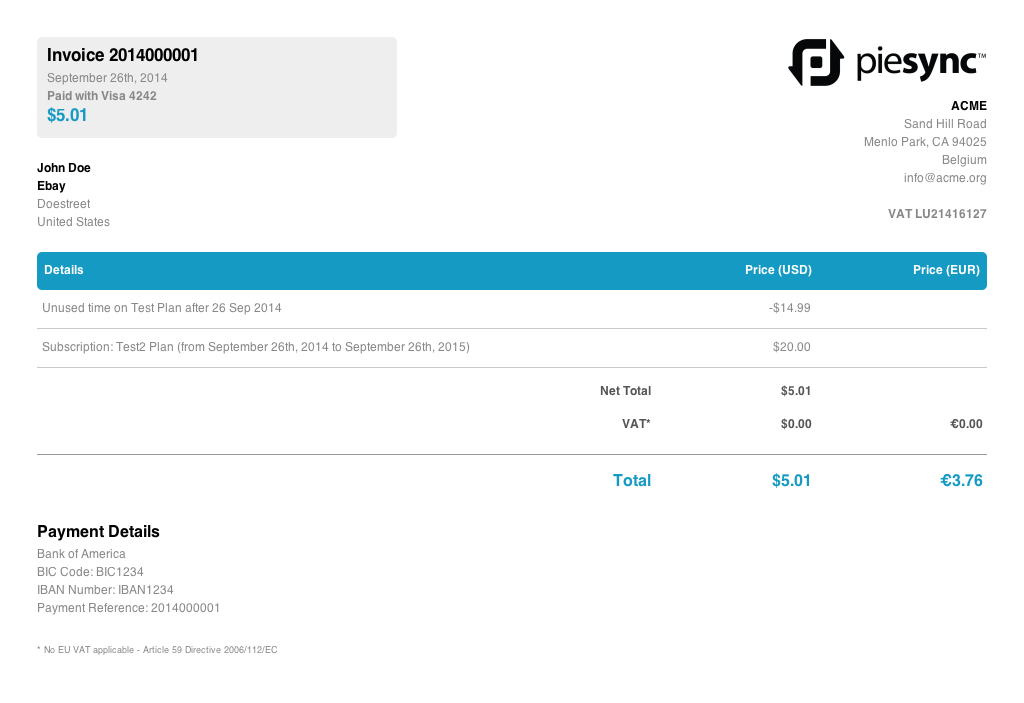 Invoice 2014000001
September 26th, 2014
Paid with Visa 4242
$5.01
piesync™
ACME
Sand Hill Road
Menlo Park, CA 94025
Belgium
info@acme.org
VAT LU21416127
John Doe
Ebay
Doestreet
United States
Details Price (USD) Price (EUR)
Unused time on Test Plan after 26 Sep 2014 -$14.99
Subscription: Test2 Plan (from September 26th, 2014 to September 26th, 2015) $20.00
Net Total $5.01
VAT* $0.00 €0.00
Total $5.01 €3.76
Payment Details
Bank of America
BIC Code: BIC1234
IBAN Number: IBAN1234
Payment Reference: 2014000001
* No EU VAT applicable - Article 59 Directive 2006/112/EC